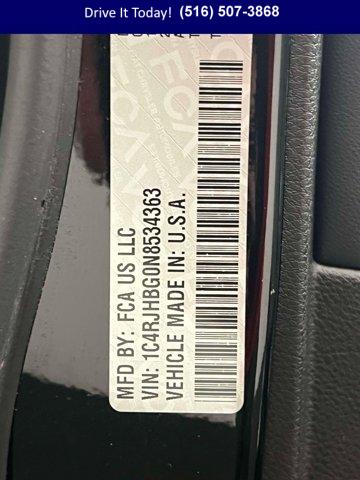 Drive It Today! (516) 507-3868
MFD BY: FCA US LLC
VIN: 1C4RJHBG0N8534363
VEHICLE MADE IN: U.S.A.